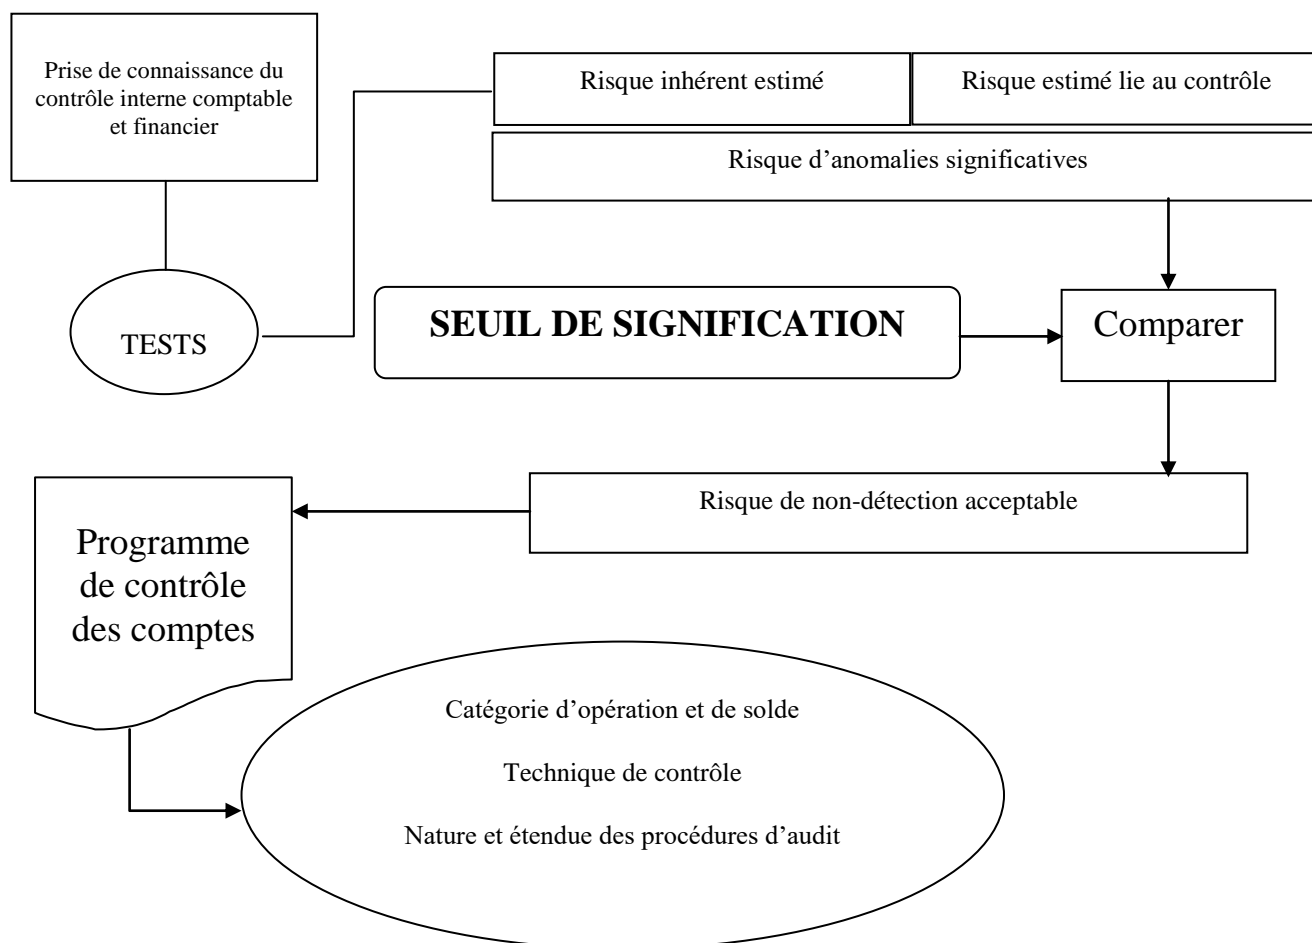 Prise de connaissance du
contrôle interne comptable
et financier
Risque inhérent estimé
Risque estimé lie au contrôle
Risque d’anomalies significatives
TESTS
SEUIL DE SIGNIFICATION
Comparer
Risque de non-détection acceptable
Programme
de contrôle
des comptes
Catégorie d’opération et de solde
Technique de contrôle
Nature et étendue des procédures d’audit